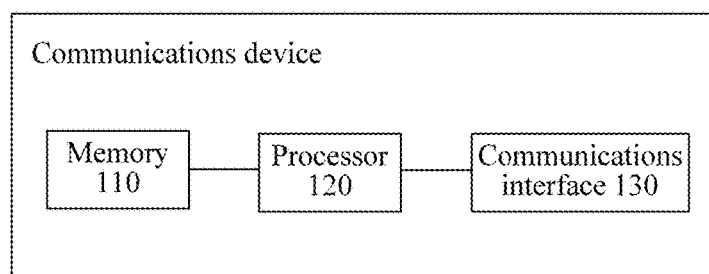 Communications device
Memory
110
Processor
120
Communications
interface 130